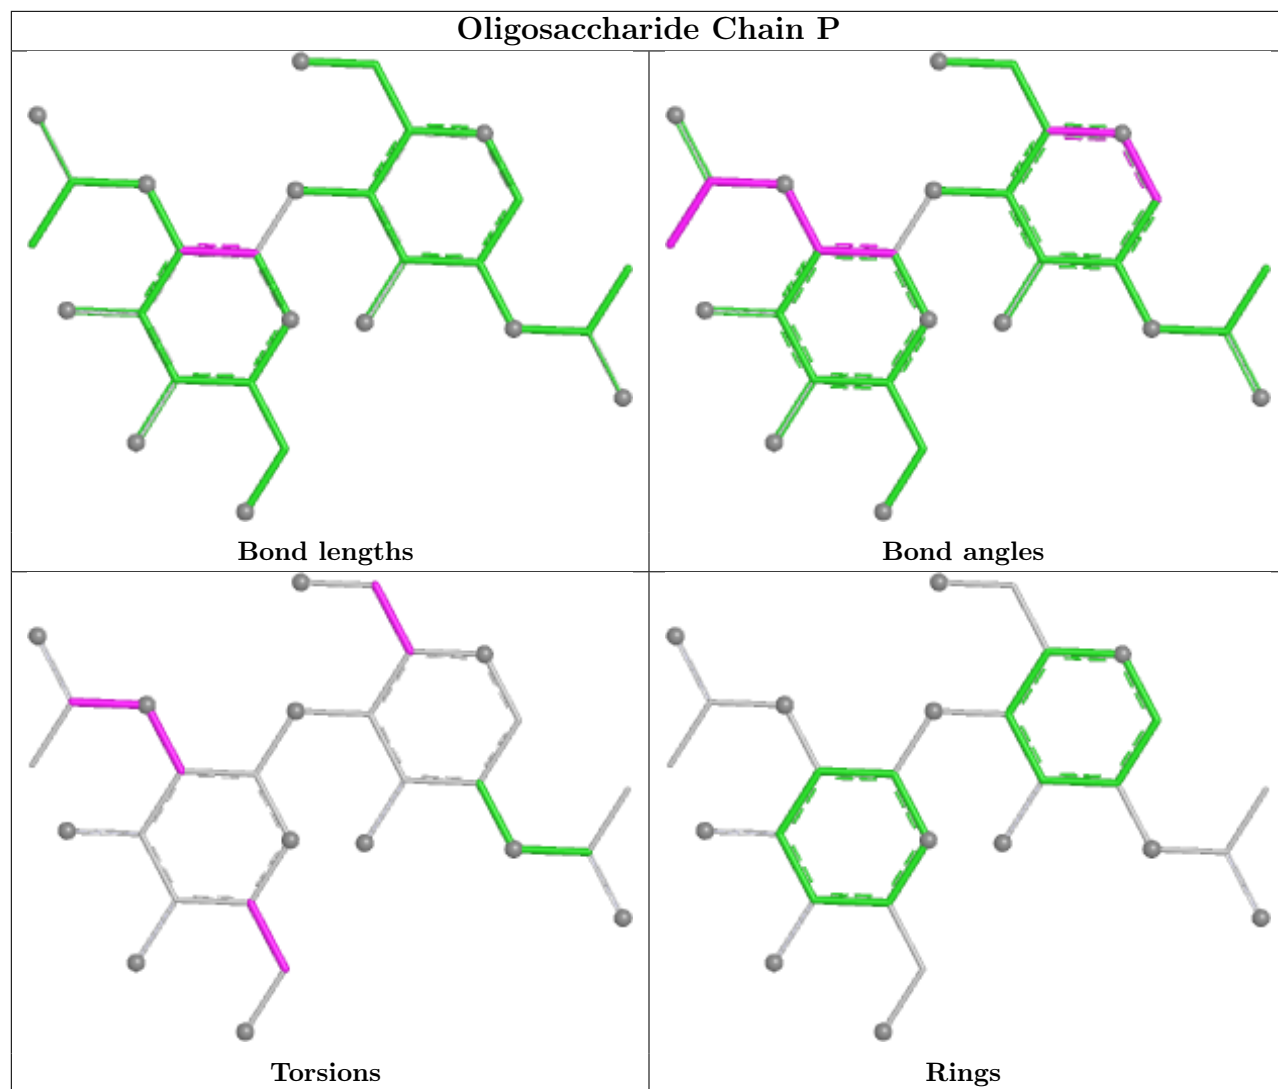 Oligosaccharide Chain P
Bond lengths
Bond angles
Torsions
Rings